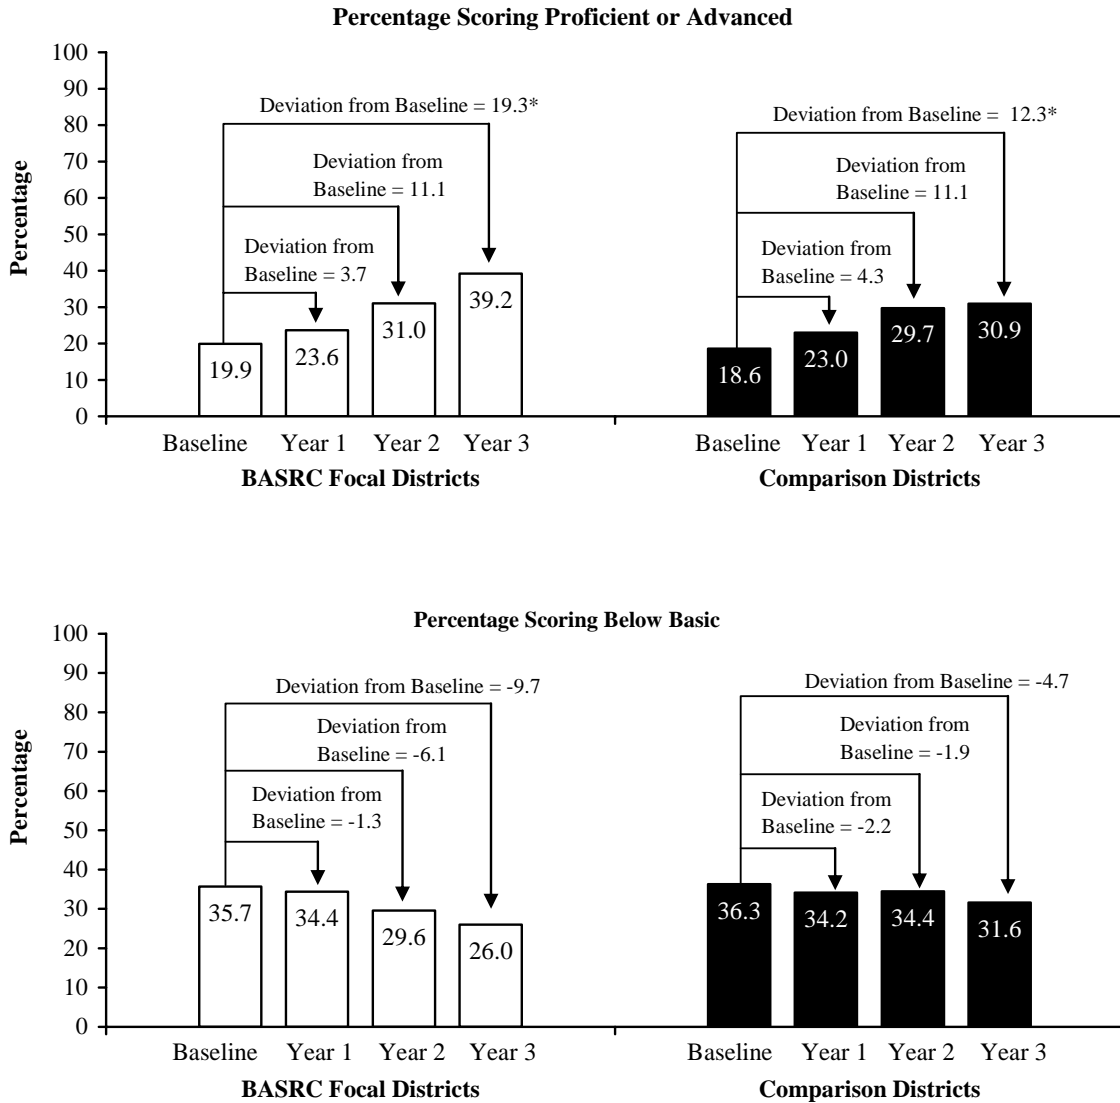 Percentage Scoring Proficient or Advanced
Percentage
100
90
80
70
60
50
40
30
20
10
0
Deviation from Baseline = 19.3*
Deviation from
Baseline = 11.1
Deviation from
Baseline = 3.7
19.9
23.6
31.0
39.2
Baseline Year 1 Year 2 Year 3
BASRC Focal Districts
Deviation from Baseline = 12.3*
Deviation from
Baseline = 11.1
Deviation from
Baseline = 4.3
18.6
23.0
29.7
30.9
Baseline Year 1 Year 2 Year 3
Comparison Districts
Percentage Scoring Below Basic
Percentage
100
90
80
70
60
50
40
30
20
10
0
Deviation from Baseline = -9.7
Deviation from
Baseline = -6.1
Deviation from
Baseline = -1.3
35.7
34.4
29.6
26.0
Baseline Year 1 Year 2 Year 3
BASRC Focal Districts
Deviation from Baseline = -4.7
Deviation from
Baseline = -1.9
Deviation from
Baseline = -2.2
36.3
34.2
34.4
31.6
Baseline Year 1 Year 2 Year 3
Comparison Districts